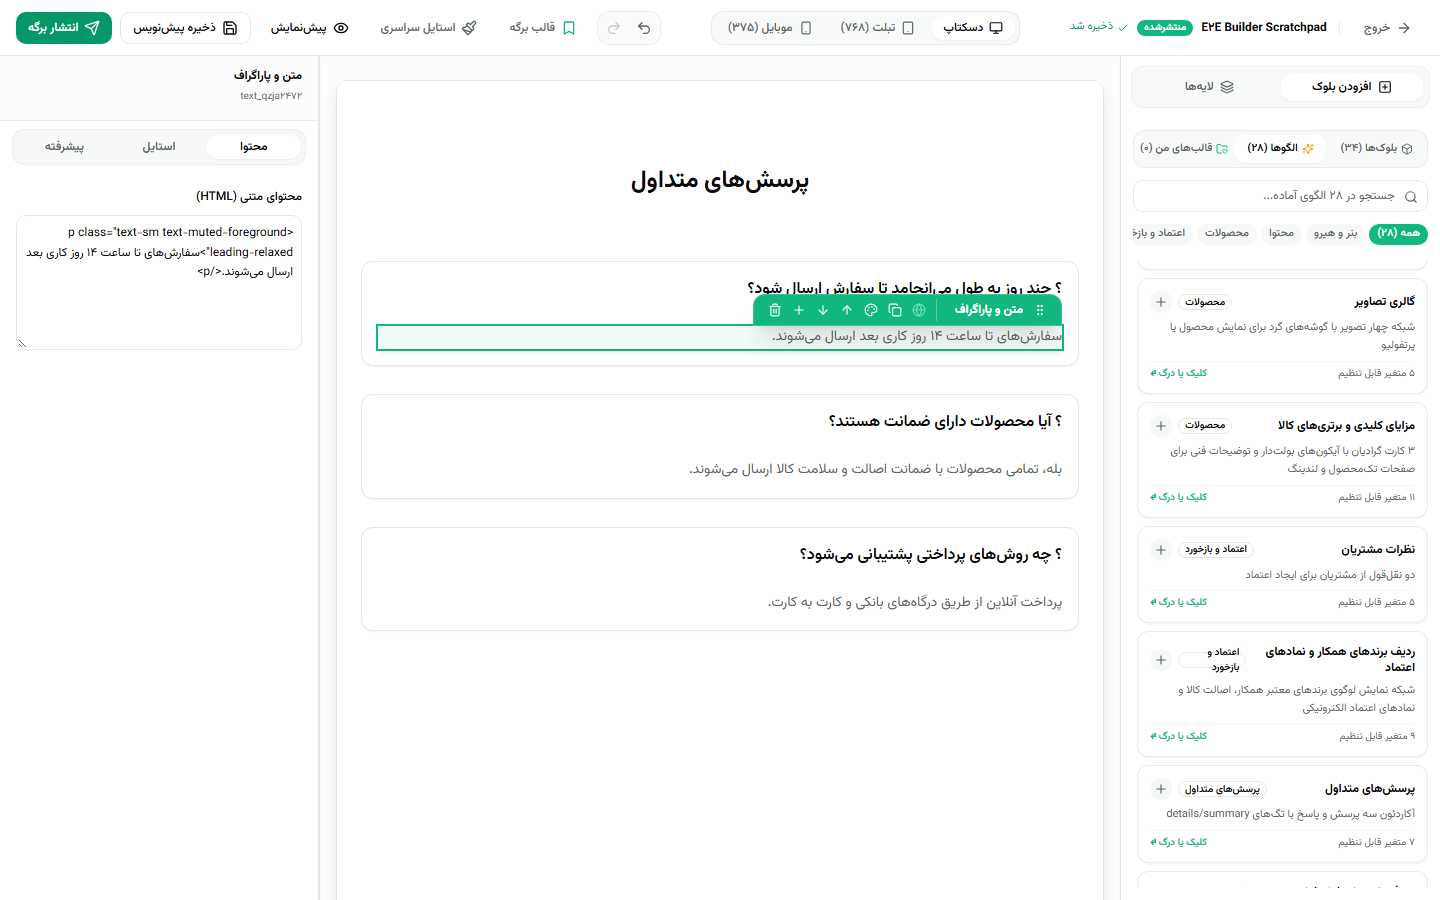 خروج
E۲E Builder Scratchpad
منتشرشده
ذخیره شد
دسکتاپ
تبلت (۷۶۸)
موبایل (۳۷۵)
قالب برگه
استایل سراسری
پیش‌نمایش
ذخیره پیش‌نویس
انتشار برگه
افزودن بلوک
لایه‌ها
بلوک‌ها (۳۴)
الگوها (۲۸)
قالب‌های من (۰)
جستجو در ۲۸ الگوی آماده...
همه (۲۸)
بنر و هیرو
محتوا
محصولات
اعتماد و بازخ
گالری تصاویر
محصولات
شبکه چهار تصویر با گوشه‌های گرد برای نمایش محصول یا
پرتفولیو
۵ متغیر قابل تنظیم
کلیک یا درگ
مزایای کلیدی و برتری‌های کالا
محصولات
۳ کارت گرادیان با آیکون‌های بولت‌دار و توضیحات فنی برای
صفحات تک‌محصول و لندینگ
۱۱ متغیر قابل تنظیم
کلیک یا درگ
نظرات مشتریان
اعتماد و بازخورد
دو نقل‌قول از مشتریان برای ایجاد اعتماد
۵ متغیر قابل تنظیم
کلیک یا درگ
ردیف برندهای همکار و نمادهای
اعتماد
اعتماد و
بازخورد
شبکه نمایش لوگوی برندهای معتبر همکار، اصالت کالا و
نمادهای اعتماد الکترونیکی
۹ متغیر قابل تنظیم
کلیک یا درگ
پرسش‌های متداول
پرسش‌های متداول
آکاردئون سه پرسش و پاسخ با تگ‌های details/summary
۷ متغیر قابل تنظیم
کلیک یا درگ
پرسش‌های متداول
؟ چند روز به طول می‌انجامد تا سفارش ارسال شود؟
متن و پاراگراف
سفارش‌های تا ساعت ۱۴ روز کاری بعد ارسال می‌شوند.
؟ آیا محصولات دارای ضمانت هستند؟
بله، تمامی محصولات با ضمانت اصالت و سلامت کالا ارسال می‌شوند.
؟ چه روش‌های پرداختی پشتیبانی می‌شود؟
پرداخت آنلاین از طریق درگاه‌های بانکی و کارت به کارت.
متن و پاراگراف
text_qzja۲۴۷۲
محتوا
استایل
پیشرفته
محتوای متنی (HTML)
<p class="text-sm text-muted-foreground
leading-relaxed">سفارش‌های تا ساعت ۱۴ روز کاری بعد
ارسال می‌شوند.</p>